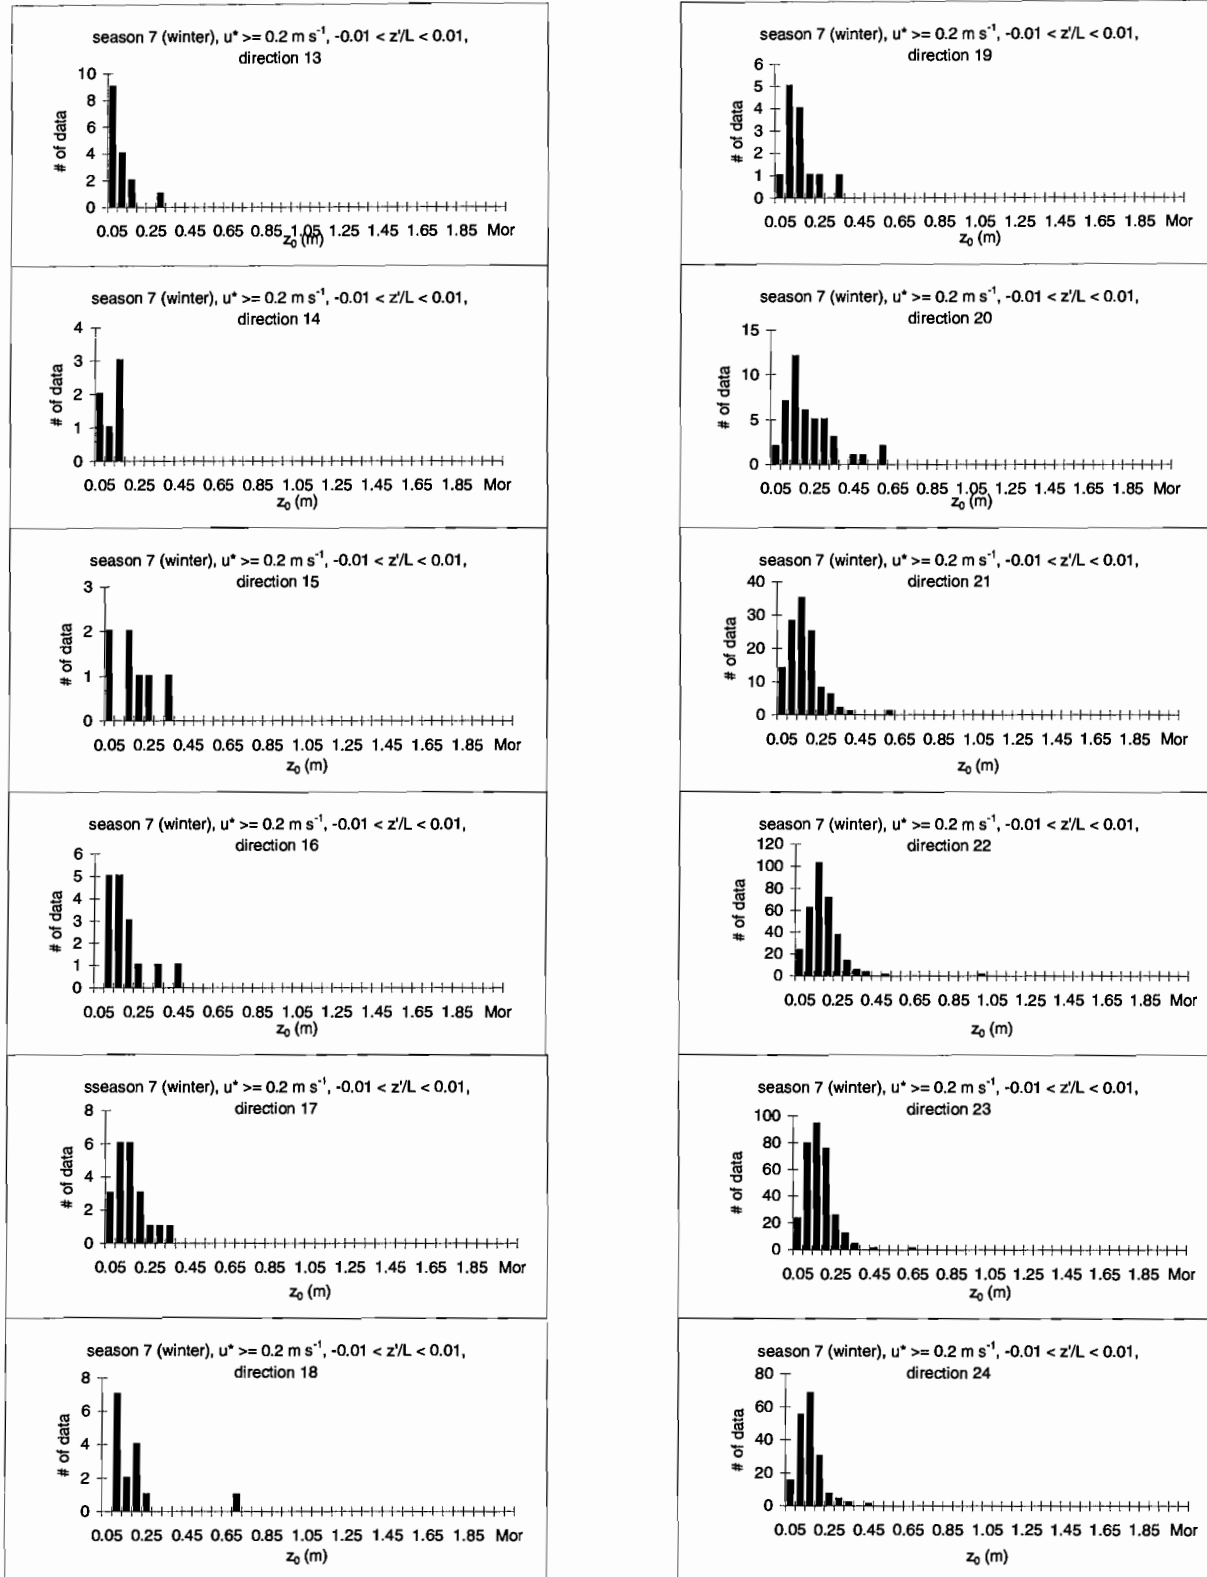 season 7 (winter), u* >= 0.2 m s⁻¹, -0.01 < z'/L < 0.01,
direction 13
10
8
6
4
2
0
# of data
0.05 0.25 0.45 0.65 0.85 1.05 1.25 1.45 1.65 1.85 Mor
z₀ (m)
season 7 (winter), u* >= 0.2 m s⁻¹, -0.01 < z'/L < 0.01,
direction 14
4
3
2
1
0
# of data
0.05 0.25 0.45 0.65 0.85 1.05 1.25 1.45 1.65 1.85 Mor
z₀ (m)
season 7 (winter), u* >= 0.2 m s⁻¹, -0.01 < z'/L < 0.01,
direction 15
3
2
1
0
# of data
0.05 0.25 0.45 0.65 0.85 1.05 1.25 1.45 1.65 1.85 Mor
z₀ (m)
season 7 (winter), u* >= 0.2 m s⁻¹, -0.01 < z'/L < 0.01,
direction 16
6
5
4
3
2
1
0
# of data
0.05 0.25 0.45 0.65 0.85 1.05 1.25 1.45 1.65 1.85 Mor
z₀ (m)
sseason 7 (winter), u* >= 0.2 m s⁻¹, -0.01 < z'/L < 0.01,
direction 17
8
6
4
2
0
# of data
0.05 0.25 0.45 0.65 0.85 1.05 1.25 1.45 1.65 1.85 Mor
z₀ (m)
season 7 (winter), u* >= 0.2 m s⁻¹, -0.01 < z'/L < 0.01,
direction 18
8
6
4
2
0
# of data
0.05 0.25 0.45 0.65 0.85 1.05 1.25 1.45 1.65 1.85 Mor
z₀ (m)
season 7 (winter), u* >= 0.2 m s⁻¹, -0.01 < z'/L < 0.01,
direction 19
6
5
4
3
2
1
0
# of data
0.05 0.25 0.45 0.65 0.85 1.05 1.25 1.45 1.65 1.85 Mor
z₀ (m)
season 7 (winter), u* >= 0.2 m s⁻¹, -0.01 < z'/L < 0.01,
direction 20
15
10
5
0
# of data
0.05 0.25 0.45 0.65 0.85 1.05 1.25 1.45 1.65 1.85 Mor
z₀ (m)
season 7 (winter), u* >= 0.2 m s⁻¹, -0.01 < z'/L < 0.01,
direction 21
40
30
20
10
0
# of data
0.05 0.25 0.45 0.65 0.85 1.05 1.25 1.45 1.65 1.85 Mor
z₀ (m)
season 7 (winter), u* >= 0.2 m s⁻¹, -0.01 < z'/L < 0.01,
direction 22
120
100
80
60
40
20
0
# of data
0.05 0.25 0.45 0.65 0.85 1.05 1.25 1.45 1.65 1.85 Mor
z₀ (m)
season 7 (winter), u* >= 0.2 m s⁻¹, -0.01 < z'/L < 0.01,
direction 23
100
80
60
40
20
0
# of data
0.05 0.25 0.45 0.65 0.85 1.05 1.25 1.45 1.65 1.85 Mor
z₀ (m)
season 7 (winter), u* >= 0.2 m s⁻¹, -0.01 < z'/L < 0.01,
direction 24
80
60
40
20
0
# of data
0.05 0.25 0.45 0.65 0.85 1.05 1.25 1.45 1.65 1.85 Mor
z₀ (m)